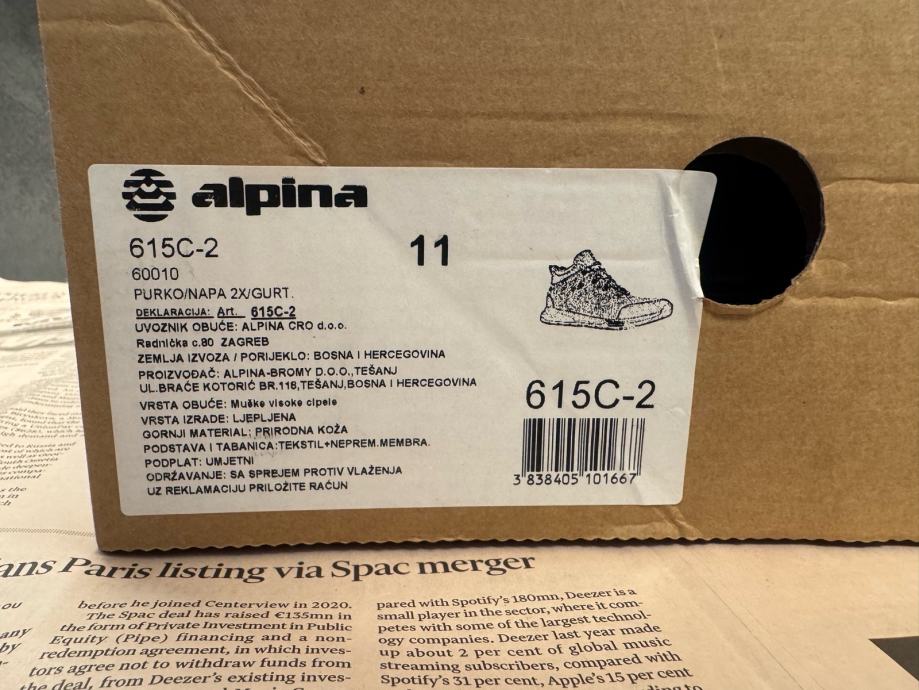 alpina
615C-2
11
60010
PURKO/NAPA 2X/GURT.
DEKLARACIJA: Art. 615C-2
UVOZNIK OBUĆE: ALPINA CRO d.o.o.
Radnička c.80 ZAGREB
ZEMLJA IZVOZA / PORIJEKLO: BOSNA I HERCEGOVINA
PROIZVOĐAČ: ALPINA-BROMY D.O.O.,TEŠANJ
UL.BRAĆE KOTORIĆ BR.116,TEŠANJ,BOSNA I HERCEGOVINA
VRSTA OBUĆE: Muške visoke cipele
VRSTA IZRADE: LJEPLJENA
GORNJI MATERIAL: PRIRODNA KOŽA
PODSTAVA I TABANICA:TEKSTIL+NEPREM.MEMBRA.
PODPLAT: UMJETNI
ODRŽAVANJE: SA SPREJEM PROTIV VLAŽENJA
UZ REKLAMACIJU PRILOŽITE RAČUN
615C-2
3 838405 101667
ans Paris listing via Spac merger
before he joined Centerview in 2020.
The Spac deal has raised €135mn in
the form of Private Investment in Public
Equity (Pipe) financing and a non-
redemption agreement, in which inves-
tors agree not to withdraw funds from
the deal, from Deezer's existing inves-
pared with Spotify's 180mn, Deezer is a
small player in the sector, where it com-
petes with some of the largest technol-
ogy companies. Deezer last year made
up about 2 per cent of global music
streaming subscribers, compared with
Spotify's 31 per cent, Apple's 15 per cent